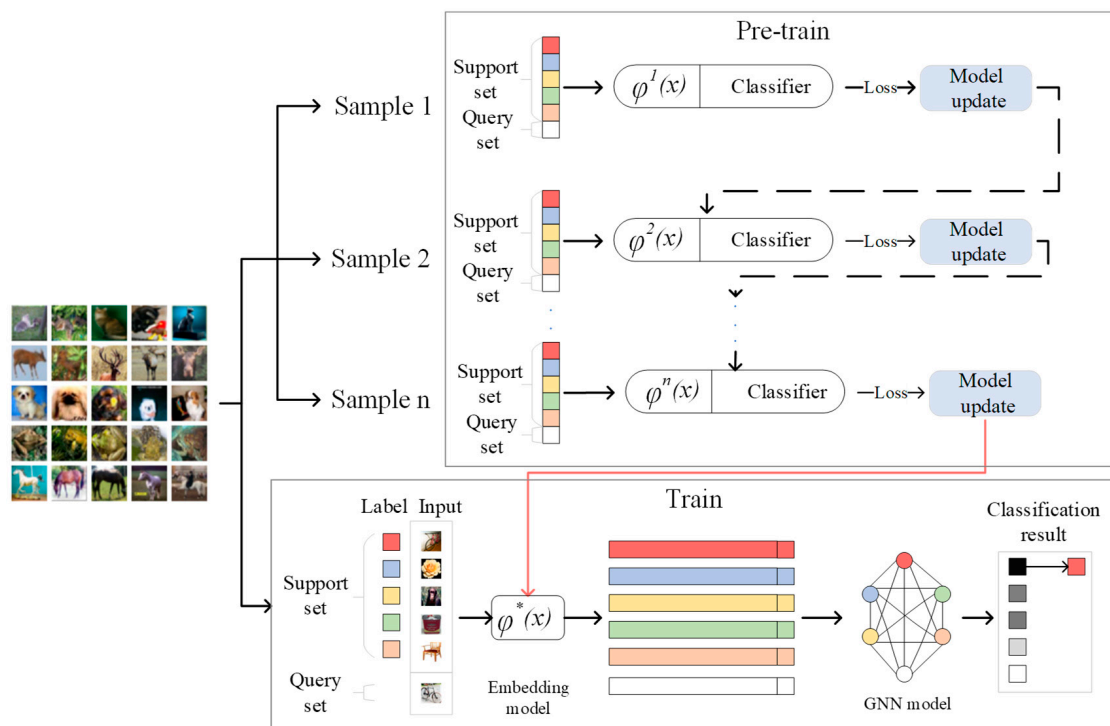 Pre-train
Sample 1
Support
set
Query
set
φ¹(x)
Classifier
Loss
Model
update
Sample 2
Support
set
Query
set
φ²(x)
Classifier
Loss
Model
update
Sample n
Support
set
Query
set
φⁿ(x)
Classifier
Loss
Model
update
Train
Label
Input
Classification
result
Support
set
φ*(x)
Query
set
Embedding
model
GNN model